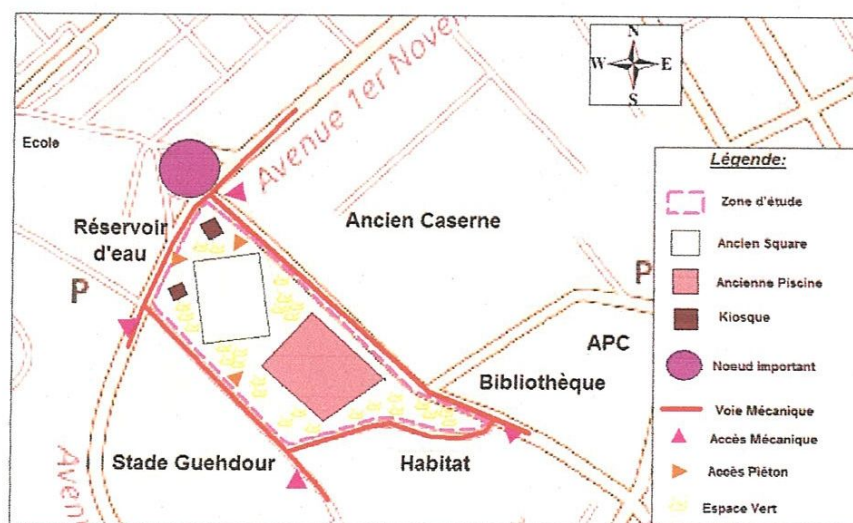 N
W E
S
Ecole
Avenue 1er Novem
Réservoir
d'eau
Ancien Caserne
P
P
APC
Bibliothèque
Stade Guehdour
Habitat
Aven
Légende:
Zone d'étude
Ancien Square
Ancienne Piscine
Kiosque
Noeud important
Voie Mécanique
Accès Mécanique
Accès Piéton
Espace Vert